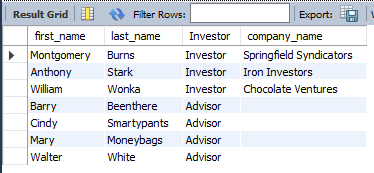 Result Grid Filter Rows: Export:
first_name last_name Investor company_name
Montgomery Burns Investor Springfield Syndicators
Anthony Stark Investor Iron Investors
William Wonka Investor Chocolate Ventures
Barry Beenthere Advisor
Cindy Smartypants Advisor
Mary Moneybags Advisor
Walter White Advisor